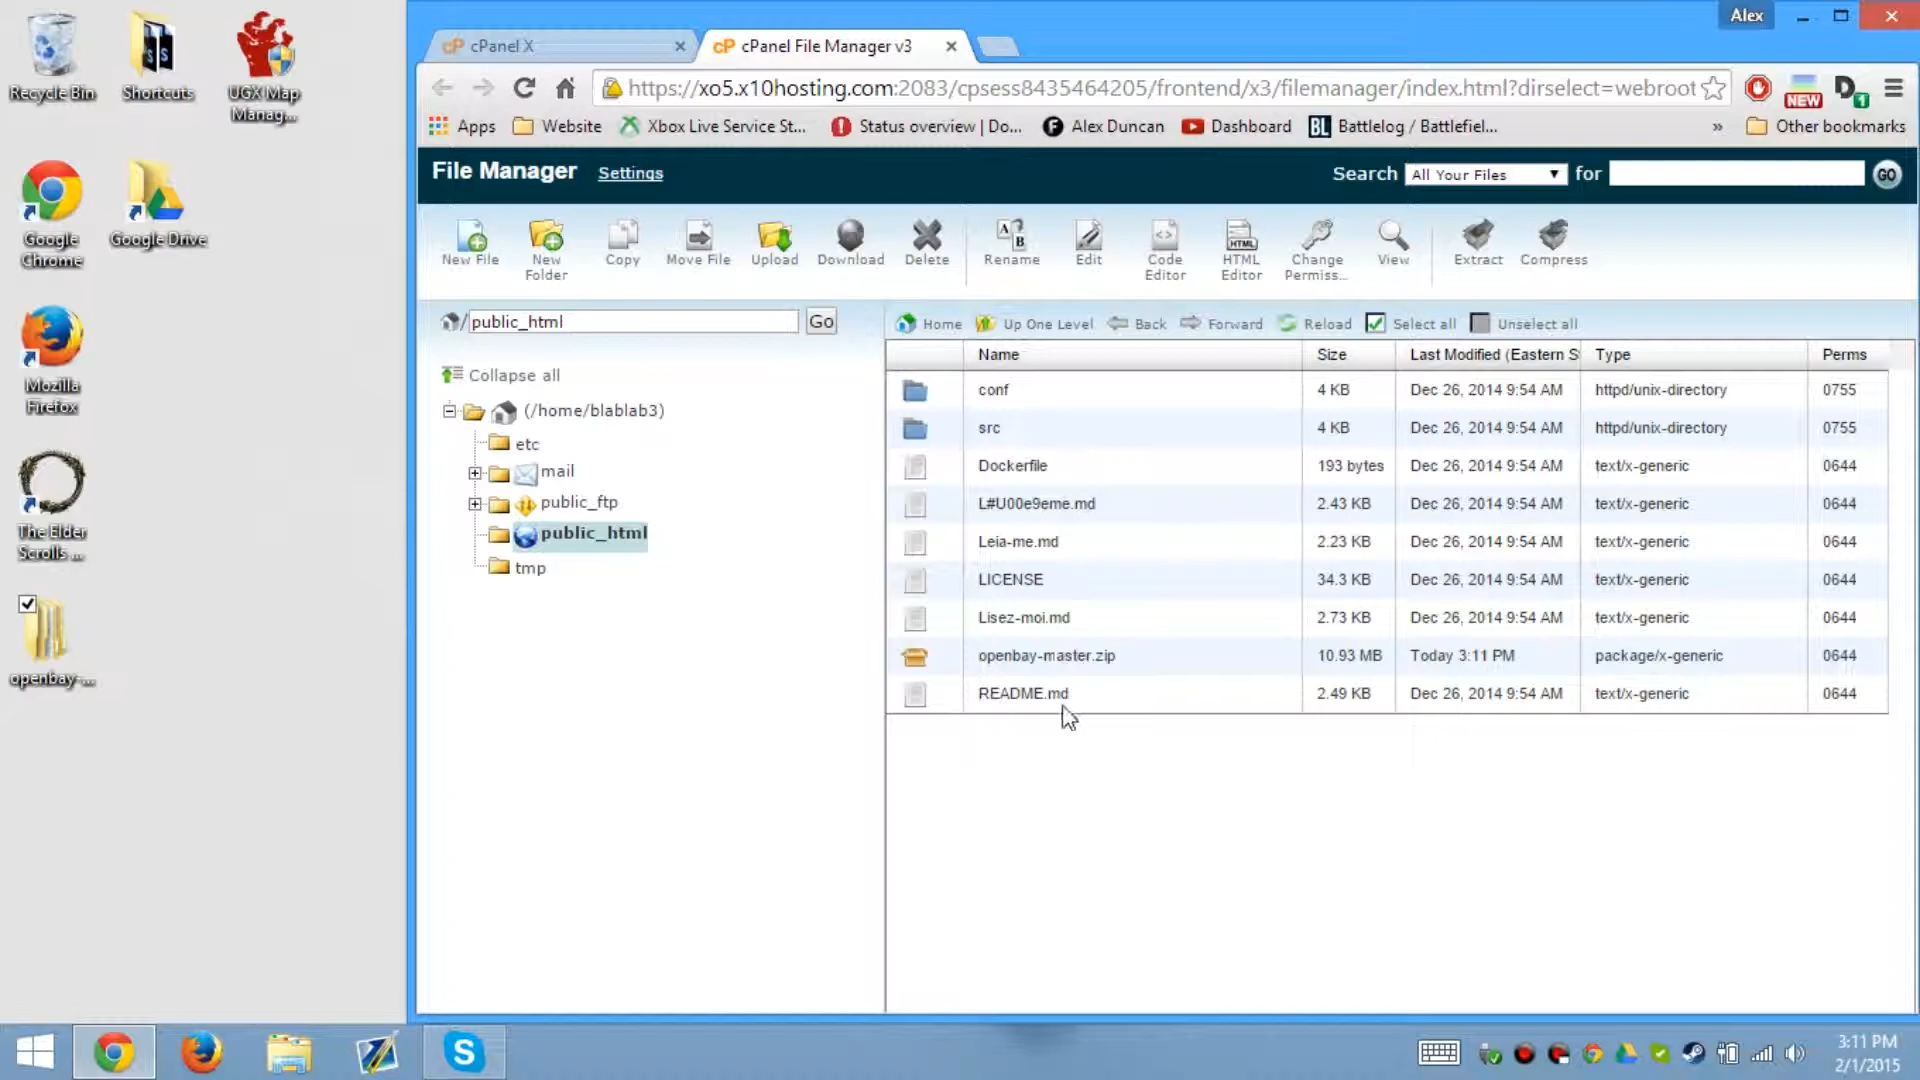 Recycle Bin
Shortcuts
UGX Map
Manag...
Google
Chrome
Google Drive
Mozilla
Firefox
The Elder
Scrolls ...
openbay-...
Alex
cPanel X
cPanel File Manager v3
https://xo5.x10hosting.com:2083/cpsess8435464205/frontend/x3/filemanager/index.html?dirselect=webroot
NEW
D
1
Apps
Website
Xbox Live Service St...
Status overview | Do...
Alex Duncan
Dashboard
BL
Battlelog / Battlefiel...
»
Other bookmarks
File Manager
Settings
Search
All Your Files
for
GO
New File
New
Folder
Copy
Move File
Upload
Download
Delete
Rename
Edit
Code
Editor
HTML
HTML
Editor
Change
Permiss...
View
Extract
Compress
/
public_html
Go
Collapse all
(/home/blablab3)
etc
mail
public_ftp
public_html
tmp
Home
Up One Level
Back
Forward
Reload
Select all
Unselect all
Name Size Last Modified (Eastern S Type Perms
conf 4 KB Dec 26, 2014 9:54 AM httpd/unix-directory 0755
src 4 KB Dec 26, 2014 9:54 AM httpd/unix-directory 0755
Dockerfile 193 bytes Dec 26, 2014 9:54 AM text/x-generic 0644
L#U00e9eme.md 2.43 KB Dec 26, 2014 9:54 AM text/x-generic 0644
Leia-me.md 2.23 KB Dec 26, 2014 9:54 AM text/x-generic 0644
LICENSE 34.3 KB Dec 26, 2014 9:54 AM text/x-generic 0644
Lisez-moi.md 2.73 KB Dec 26, 2014 9:54 AM text/x-generic 0644
openbay-master.zip 10.93 MB Today 3:11 PM package/x-generic 0644
README.md 2.49 KB Dec 26, 2014 9:54 AM text/x-generic 0644
3:11 PM
2/1/2015